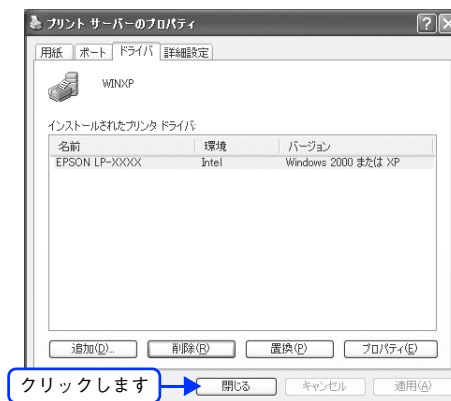 プリント サーバーのプロパティ
用紙 ポート ドライバ 詳細設定
WINXP
インストールされたプリンタ ドライバ:
名前 環境 バージョン
EPSON LP-XXXX Intel Windows 2000 または XP
追加(D)... 削除(R) 置換(P) プロパティ(E)
クリックします 閉じる キャンセル 適用(A)